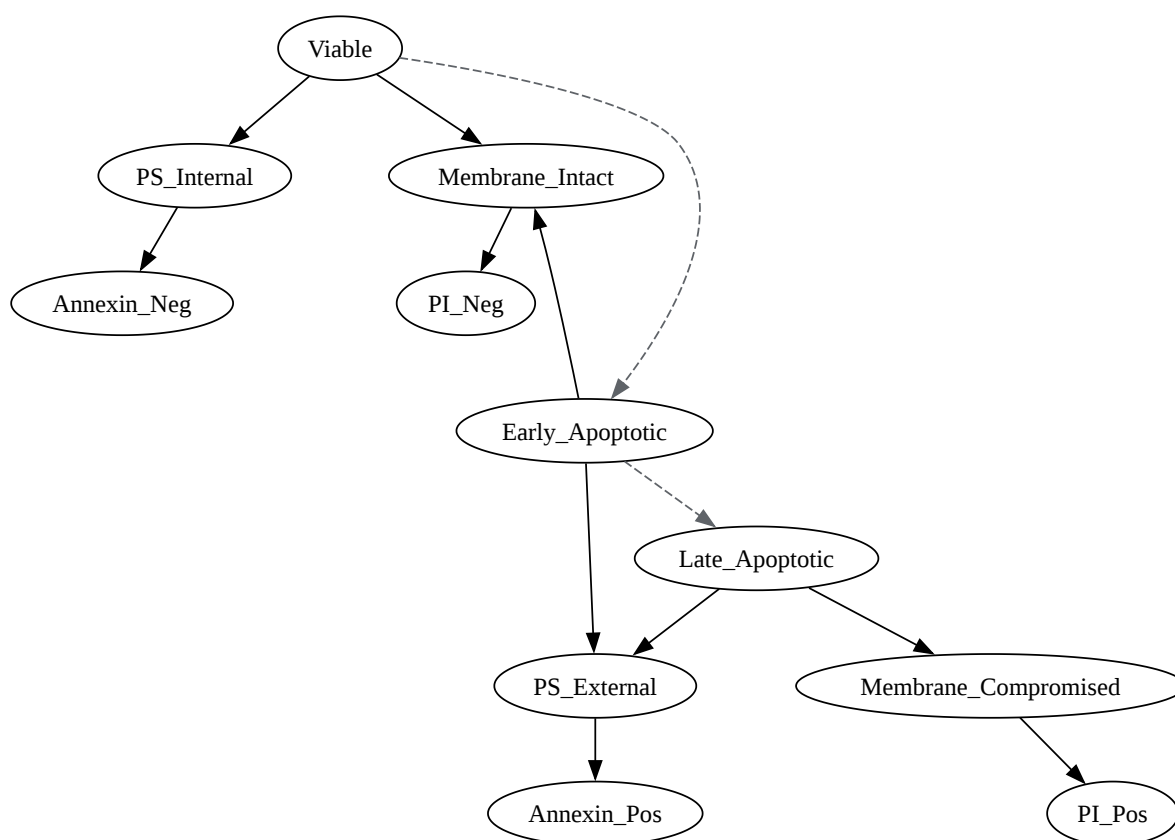 Viable
PS_Internal
Membrane_Intact
Annexin_Neg
PI_Neg
Early_Apoptotic
Late_Apoptotic
PS_External
Membrane_Compromised
Annexin_Pos
PI_Pos